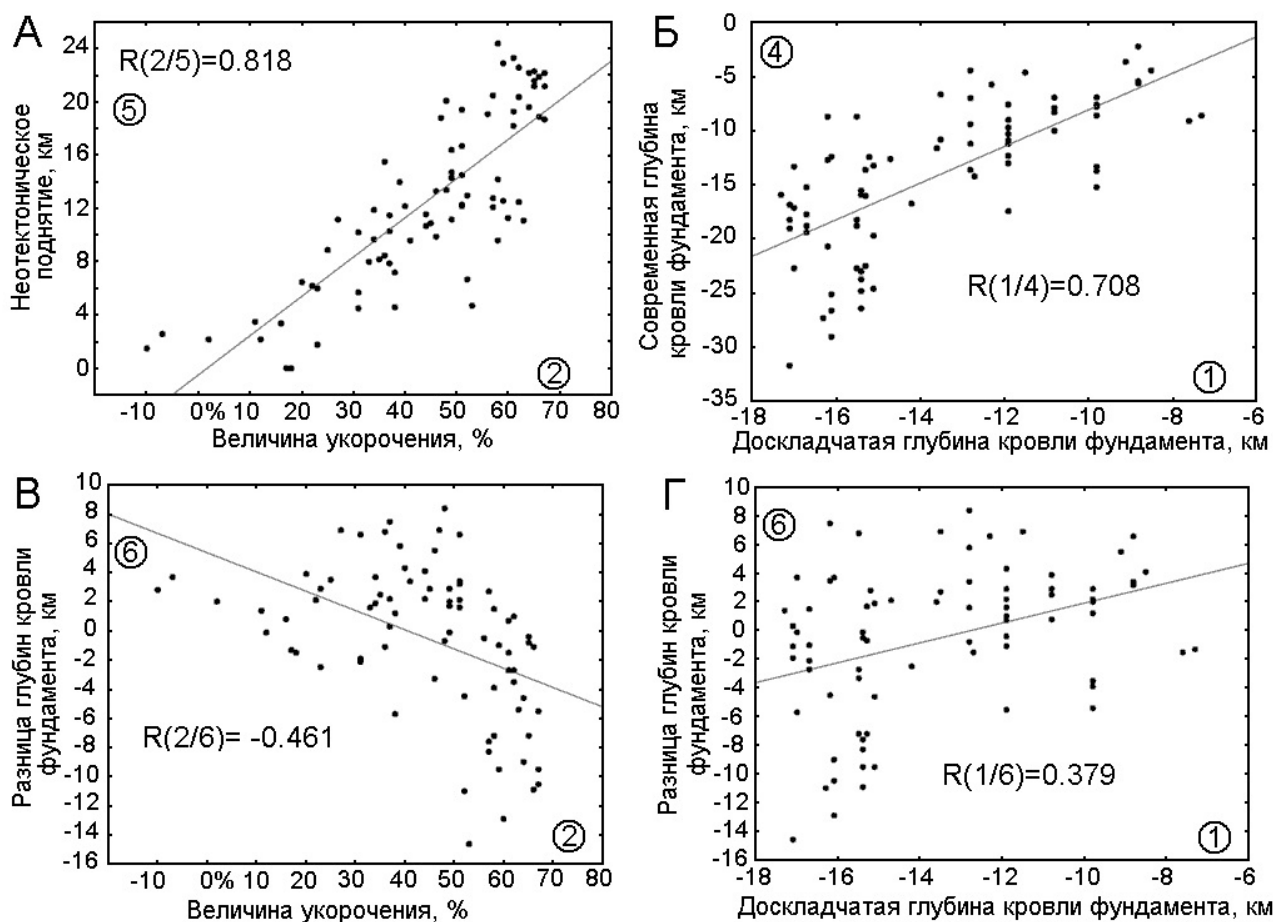 А
R(2/5)=0.818
⑤
Неотектоническое
поднятие, км
24
20
16
12
8
4
0
②
-10 0% 10 20 30 40 50 60 70 80
Величина укорочения, %
Б
④
Современная глубина
кровли фундамента, км
0
-5
-10
-15
-20
-25
-30
-35
R(1/4)=0.708
①
-18 -16 -14 -12 -10 -8 -6
Доскладчатая глубина кровли фундамента, км
В
⑥
Разница глубин кровли
фундамента, км
10
8
6
4
2
0
-2
-4
-6
-8
-10
-12
-14
-16
R(2/6)= -0.461
②
-10 0% 10 20 30 40 50 60 70 80
Величина укорочения, %
Г
⑥
Разница глубин кровли
фундамента, км
10
8
6
4
2
0
-2
-4
-6
-8
-10
-12
-14
-16
R(1/6)=0.379
①
-18 -16 -14 -12 -10 -8 -6
Доскладчатая глубина кровли фундамента, км